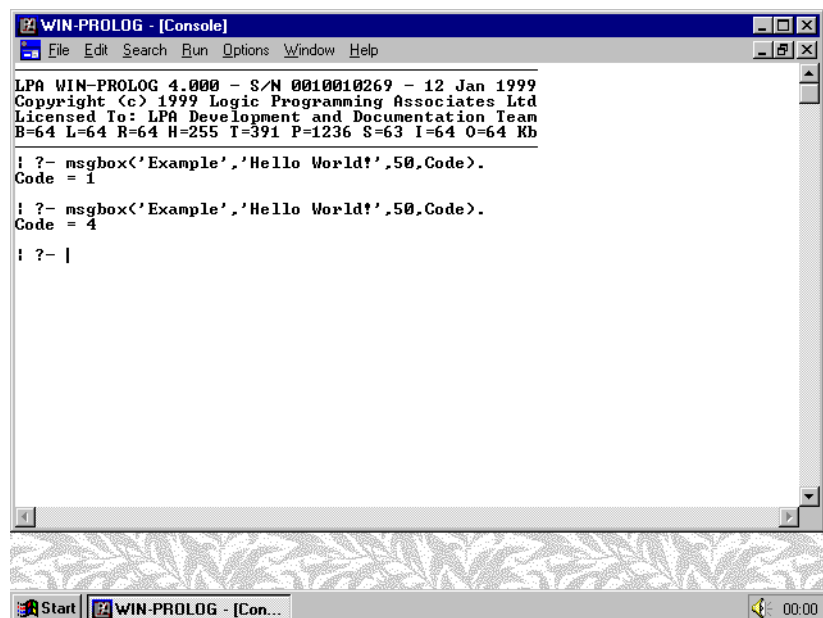 WIN-PROLOG - [Console]
File Edit Search Run Options Window Help
LPA WIN-PROLOG 4.000 - S/N 0010010269 - 12 Jan 1999
Copyright (c) 1999 Logic Programming Associates Ltd
Licensed To: LPA Development and Documentation Team
B=64 L=64 R=64 H=255 T=391 P=1236 S=63 I=64 O=64 Kb
| ?- msgbox('Example','Hello World!',50,Code).
Code = 1
| ?- msgbox('Example','Hello World!',50,Code).
Code = 4
| ?- |
Start WIN-PROLOG - [Con... 00:00